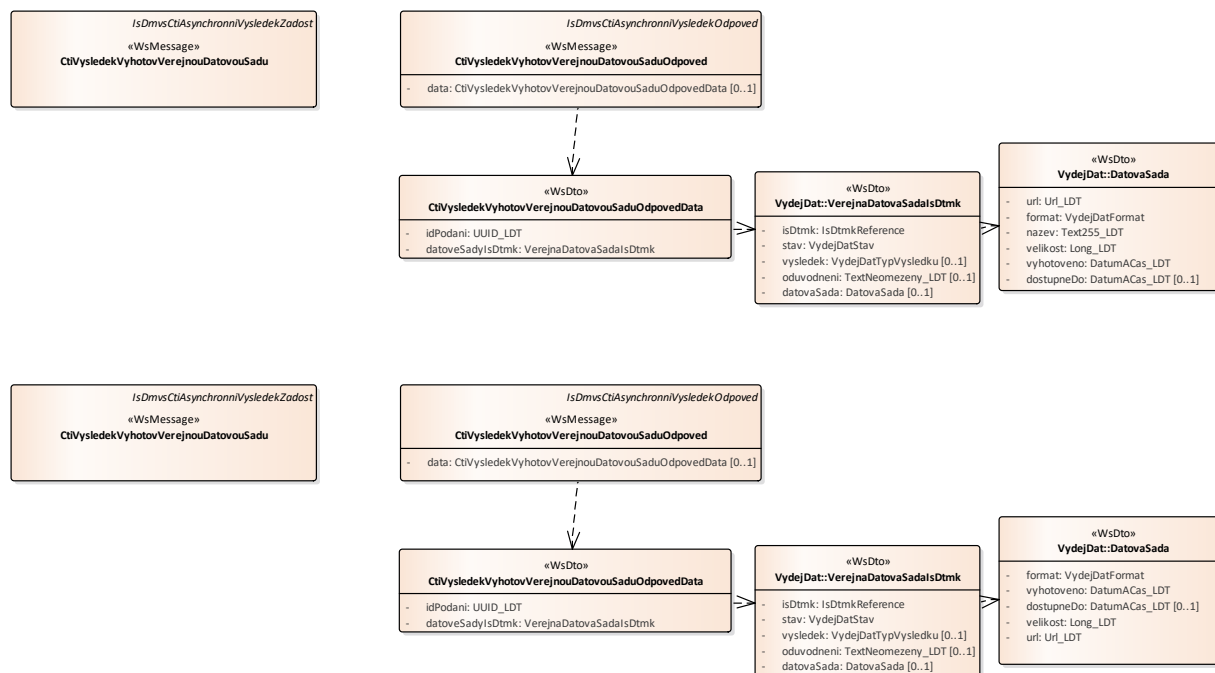 IsDmvsCtiAsynchronniVysledekZadost
«WsMessage»
CtiVysledekVyhotovVerejnouDatovouSadu
IsDmvsCtiAsynchronniVysledekOdpoved
«WsMessage»
CtiVysledekVyhotovVerejnouDatovouSaduOdpoved
- data: CtiVysledekVyhotovVerejnouDatovouSaduOdpovedData [0..1]
«WsDto»
CtiVysledekVyhotovVerejnouDatovouSaduOdpovedData
- idPodani: UUID_LDT
- datoveSadyIsDtmk: VerejnaDatovaSadaIsDtmk
«WsDto»
VydejDat::VerejnaDatovaSadaIsDtmk
- isDtmk: IsDtmkReference
- stav: VydejDatStav
- vysledek: VydejDatTypVysledku [0..1]
- oduvodneni: TextNeomezeny_LDT [0..1]
- datovaSada: DatovaSada [0..1]
«WsDto»
VydejDat::DatovaSada
- url: Url_LDT
- format: VydejDatFormat
- nazev: Text255_LDT
- velikost: Long_LDT
- vyhotoveno: DatumACas_LDT
- dostupneDo: DatumACas_LDT [0..1]
IsDmvsCtiAsynchronniVysledekZadost
«WsMessage»
CtiVysledekVyhotovVerejnouDatovouSadu
IsDmvsCtiAsynchronniVysledekOdpoved
«WsMessage»
CtiVysledekVyhotovVerejnouDatovouSaduOdpoved
- data: CtiVysledekVyhotovVerejnouDatovouSaduOdpovedData [0..1]
«WsDto»
CtiVysledekVyhotovVerejnouDatovouSaduOdpovedData
- idPodani: UUID_LDT
- datoveSadyIsDtmk: VerejnaDatovaSadaIsDtmk
«WsDto»
VydejDat::VerejnaDatovaSadaIsDtmk
- isDtmk: IsDtmkReference
- stav: VydejDatStav
- vysledek: VydejDatTypVysledku [0..1]
- oduvodneni: TextNeomezeny_LDT [0..1]
- datovaSada: DatovaSada [0..1]
«WsDto»
VydejDat::DatovaSada
- format: VydejDatFormat
- vyhotoveno: DatumACas_LDT
- dostupneDo: DatumACas_LDT [0..1]
- velikost: Long_LDT
- url: Url_LDT